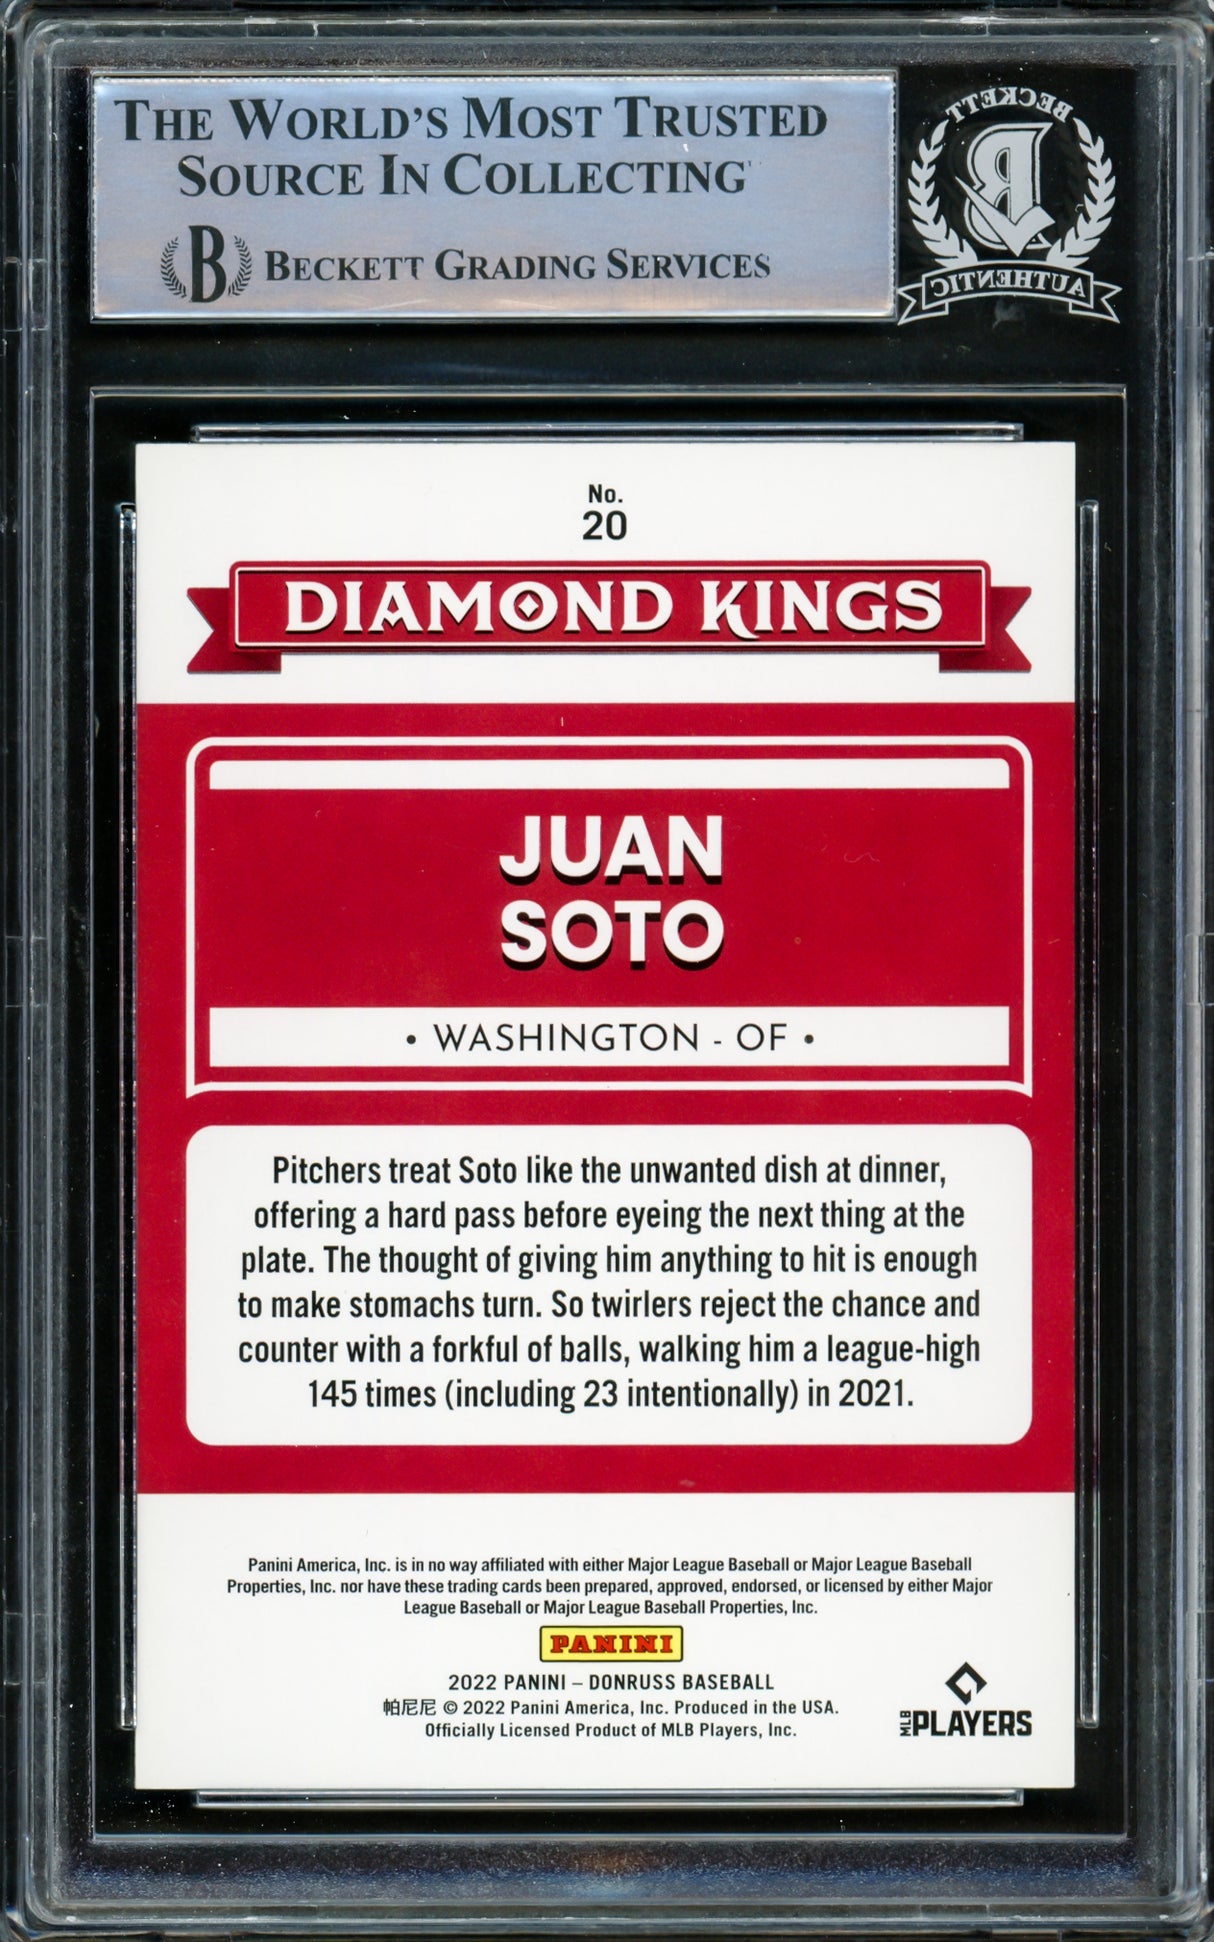 THE WORLD'S MOST TRUSTED
SOURCE IN COLLECTING
B BECKETT GRADING SERVICES
BECKETT
B
AUTHENTIC
No.
20
DIAMOND KINGS
JUAN
SOTO
• WASHINGTON - OF •
Pitchers treat Soto like the unwanted dish at dinner,
offering a hard pass before eyeing the next thing at the
plate. The thought of giving him anything to hit is enough
to make stomachs turn. So twirlers reject the chance and
counter with a forkful of balls, walking him a league-high
145 times (including 23 intentionally) in 2021.
Panini America, Inc. is in no way affiliated with either Major League Baseball or Major League Baseball
Properties, Inc. nor have these trading cards been prepared, approved, endorsed, or licensed by either Major
League Baseball or Major League Baseball Properties, Inc.
PANINI
2022 PANINI – DONRUSS BASEBALL
帕尼尼 © 2022 Panini America, Inc. Produced in the USA.
Officially Licensed Product of MLB Players, Inc.
MLB PLAYERS